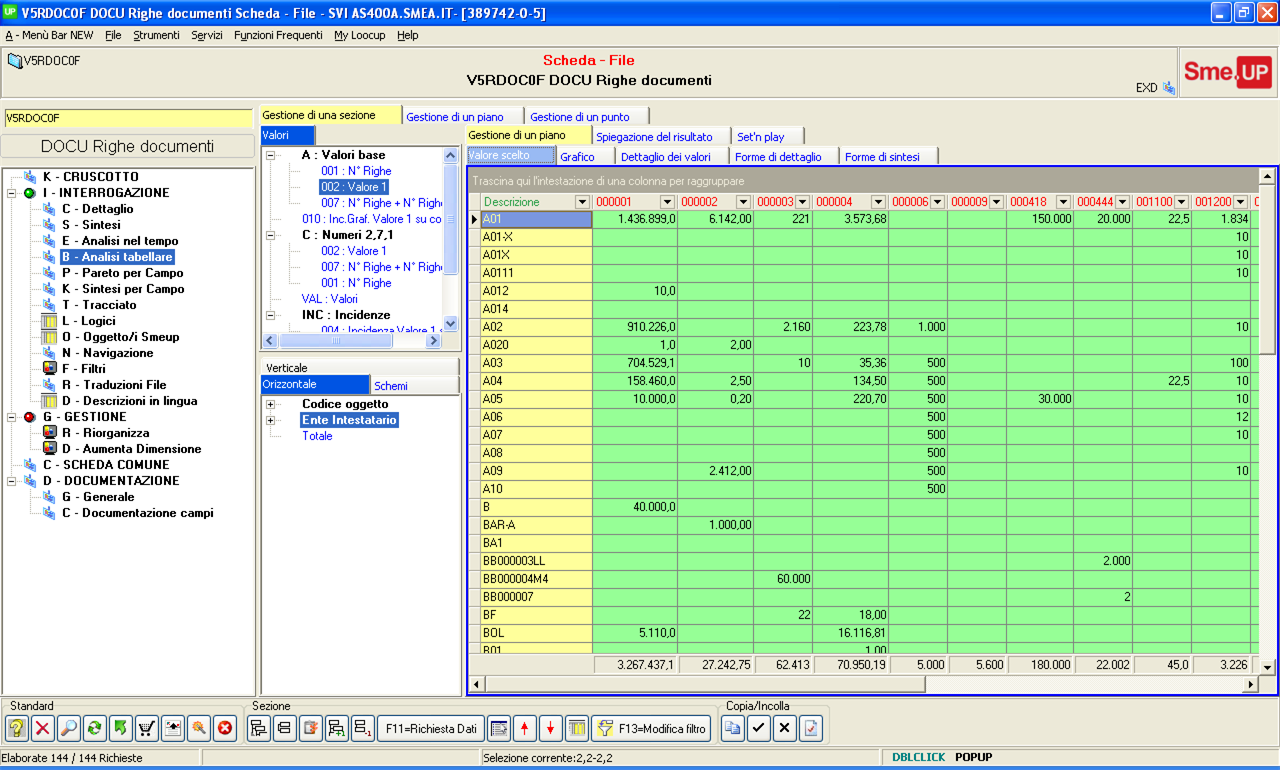 UP V5RDOC0F DOCU Righe documenti Scheda - File - SVI AS400A.SMEA.IT- [389742-0-5]
A - Menù Bar NEW File Strumenti Servizi Funzioni Frequenti My Loocup Help
V5RDOC0F
Scheda - File
V5RDOC0F DOCU Righe documenti
EXD
Sme.UP
V5RDOC0F
DOCU Righe documenti
K - CRUSCOTTO
I - INTERROGAZIONE
C - Dettaglio
S - Sintesi
E - Analisi nel tempo
B - Analisi tabellare
P - Pareto per Campo
K - Sintesi per Campo
T - Tracciato
L - Logici
O - Oggetto/i Smeup
N - Navigazione
F - Filtri
R - Traduzioni File
D - Descrizioni in lingua
G - GESTIONE
R - Riorganizza
D - Aumenta Dimensione
C - SCHEDA COMUNE
D - DOCUMENTAZIONE
G - Generale
C - Documentazione campi
Gestione di una sezione Gestione di un piano Gestione di un punto
Valori
A : Valori base
001 : N° Righe
002 : Valore 1
007 : N° Righe + N° Righe
010 : Inc.Graf. Valore 1 su co
C : Numeri 2,7,1
002 : Valore 1
007 : N° Righe + N° Righe
001 : N° Righe
VAL : Valori
INC : Incidenze
004 : Incidenza Valore 1 s
Verticale
Orizzontale Schemi
Codice oggetto
Ente Intestatario
Totale
Gestione di un piano Spiegazione del risultato Set'n play
Valore scelto Grafico Dettaglio dei valori Forme di dettaglio Forme di sintesi
Trascina qui l'intestazione di una colonna per raggruppare
Descrizione 000001 000002 000003 000004 000006 000009 000418 000444 001100 001200
A01 1.436.899,0 6.142,00 221 3.573,68 150.000 20.000 22,5 1.834
A01-X 10
A01X 10
A0111 10
A012 10,0
A014
A02 910.226,0 2.160 223,78 1.000 10
A020 1,0 2,00
A03 704.529,1 10 35,36 500 100
A04 158.460,0 2,50 134,50 500 22,5 10
A05 10.000,0 0,20 220,70 500 30.000 10
A06 500 12
A07 500 10
A08 500
A09 2.412,00 500 10
A10 500
B 40.000,0
BAR-A 1.000,00
BA1
BB000003LL 2.000
BB000004M4 60.000
BB000007 2
BF 22 18,00
BOL 5.110,0 16.116,81
B01 1,00
3.267.437,1 27.242,75 62.413 70.950,19 5.000 5.600 180.000 22.002 45,0 3.226
Standard Sezione Copia/Incolla
F11=Richiesta Dati F13=Modifica filtro
Elaborate 144 / 144 Richieste Selezione corrente:2,2-2,2 DBLCLICK POPUP